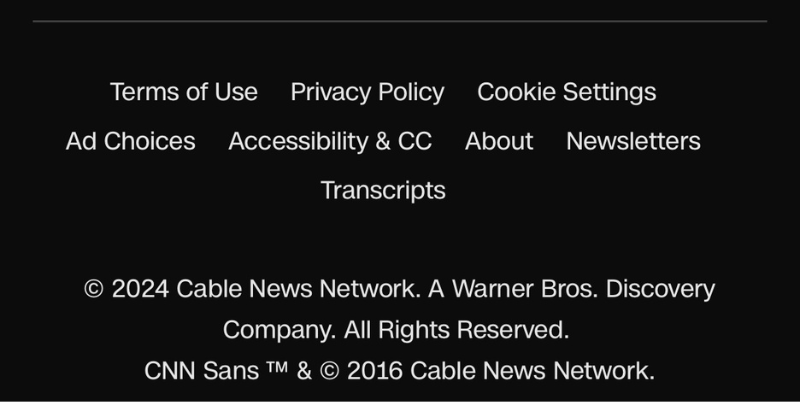 Terms of Use Privacy Policy Cookie Settings
Ad Choices Accessibility & CC About Newsletters
Transcripts
© 2024 Cable News Network. A Warner Bros. Discovery
Company. All Rights Reserved.
CNN Sans ™ & © 2016 Cable News Network.